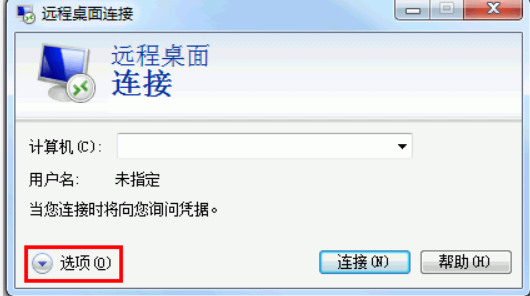 远程桌面连接
远程桌面
连接
计算机(C):
用户名: 未指定
当您连接时将向您询问凭据。
选项(O) 连接(N) 帮助(H)